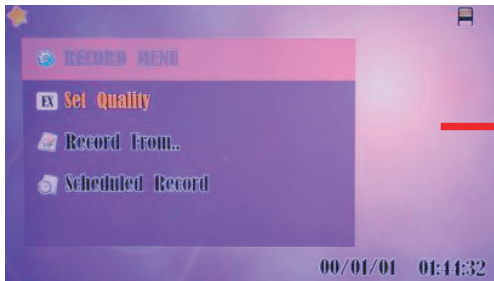 RECORD MENU
EX Set Quality
Record From..
Scheduled Record
00/01/01 01:44:32